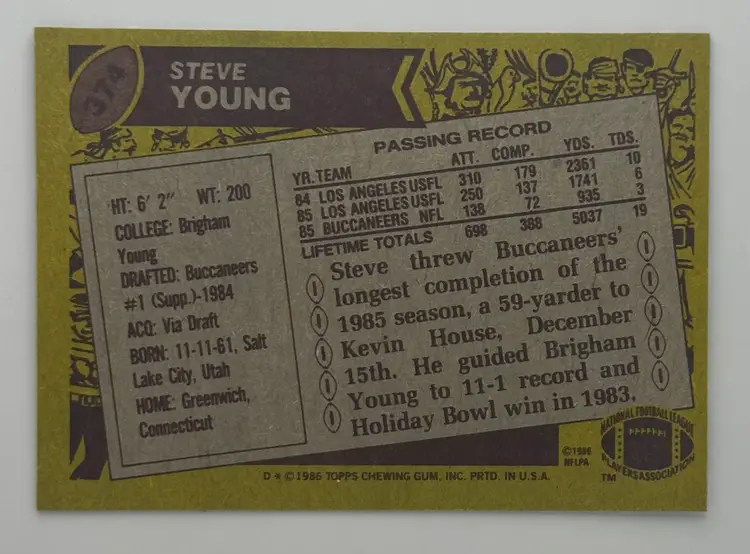 374
STEVE
YOUNG
HT: 6' 2" WT: 200
COLLEGE: Brigham
Young
DRAFTED: Buccaneers
#1 (Supp.)-1984
ACQ: Via Draft
BORN: 11-11-61, Salt
Lake City, Utah
HOME: Greenwich,
Connecticut
PASSING RECORD
YR. TEAM ATT. COMP. YDS. TDS.
84 LOS ANGELES USFL 310 179 2361 10
85 LOS ANGELES USFL 250 137 1741 6
85 BUCCANEERS NFL 138 72 935 3
LIFETIME TOTALS 698 388 5037 19
Steve threw Buccaneers'
longest completion of the
1985 season, a 59-yarder to
Kevin House, December
15th. He guided Brigham
Young to 11-1 record and
Holiday Bowl win in 1983.
©1986
NFLPA
NATIONAL FOOTBALL LEAGUE
PLAYERS ASSOCIATION
TM
D * ©1986 TOPPS CHEWING GUM, INC. PRTD. IN U.S.A.